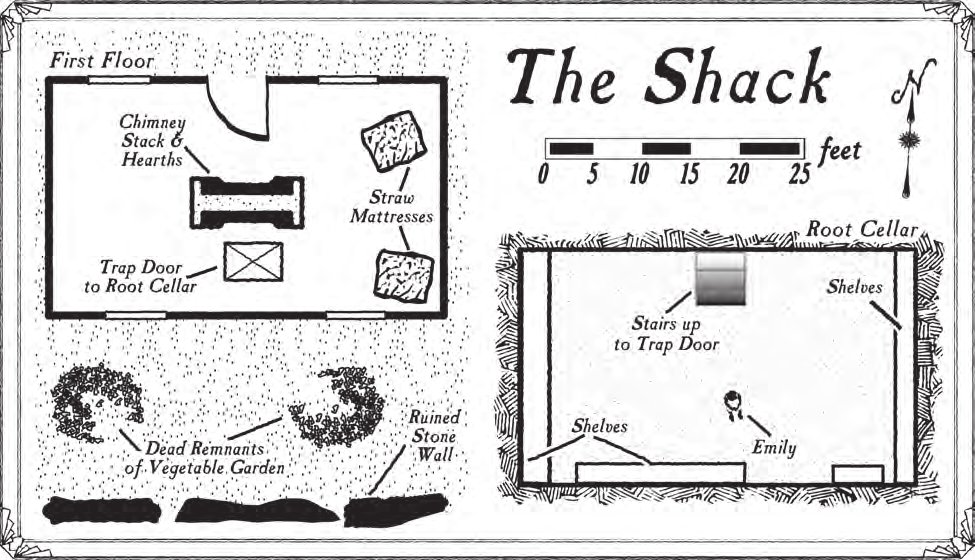 First Floor
The Shack
N
Chimney
Stack &
Hearths
feet
0 5 10 15 20 25
Straw
Mattresses
Trap Door
to Root Cellar
Root Cellar
Shelves
Stairs up
to Trap Door
Ruined
Stone
Wall
Dead Remnants
of Vegetable Garden
Shelves
Emily